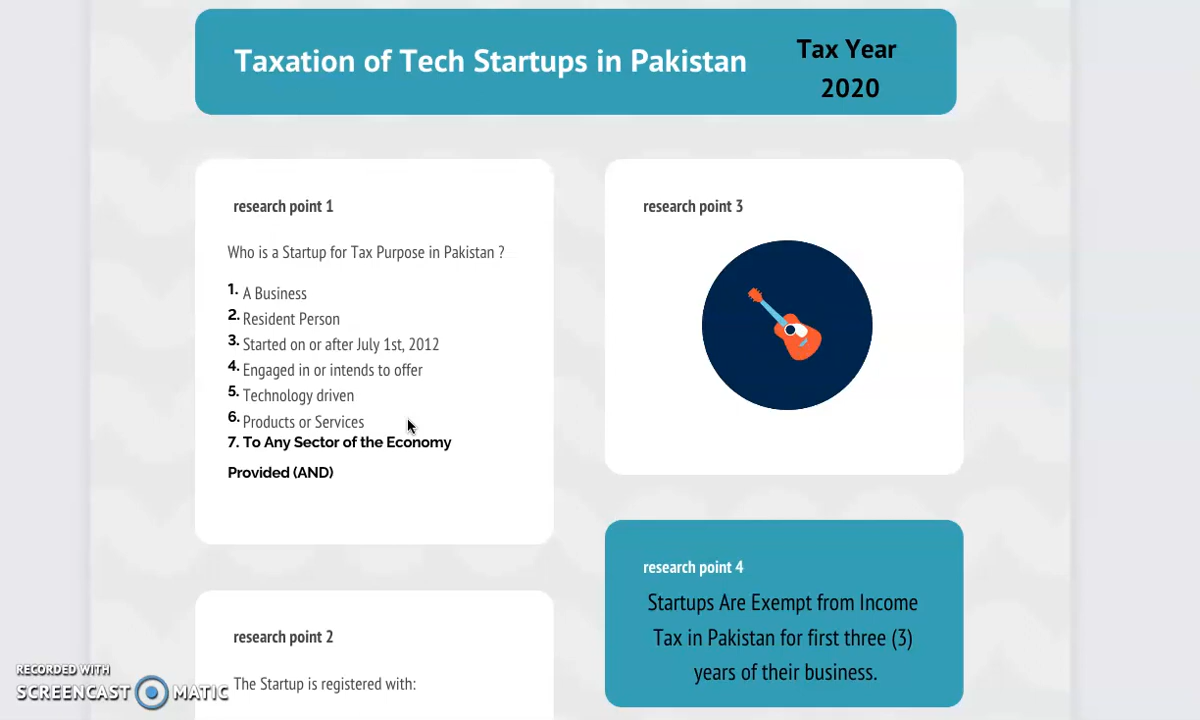 Taxation of Tech Startups in Pakistan
Tax Year
2020
research point 1
Who is a Startup for Tax Purpose in Pakistan ?
1. A Business
2. Resident Person
3. Started on or after July 1st, 2012
4. Engaged in or intends to offer
5. Technology driven
6. Products or Services
7. To Any Sector of the Economy
Provided (AND)
research point 2
The Startup is registered with:
research point 3
research point 4
Startups Are Exempt from Income
Tax in Pakistan for first three (3)
years of their business.
RECORDED WITH
SCREENCAST MATIC